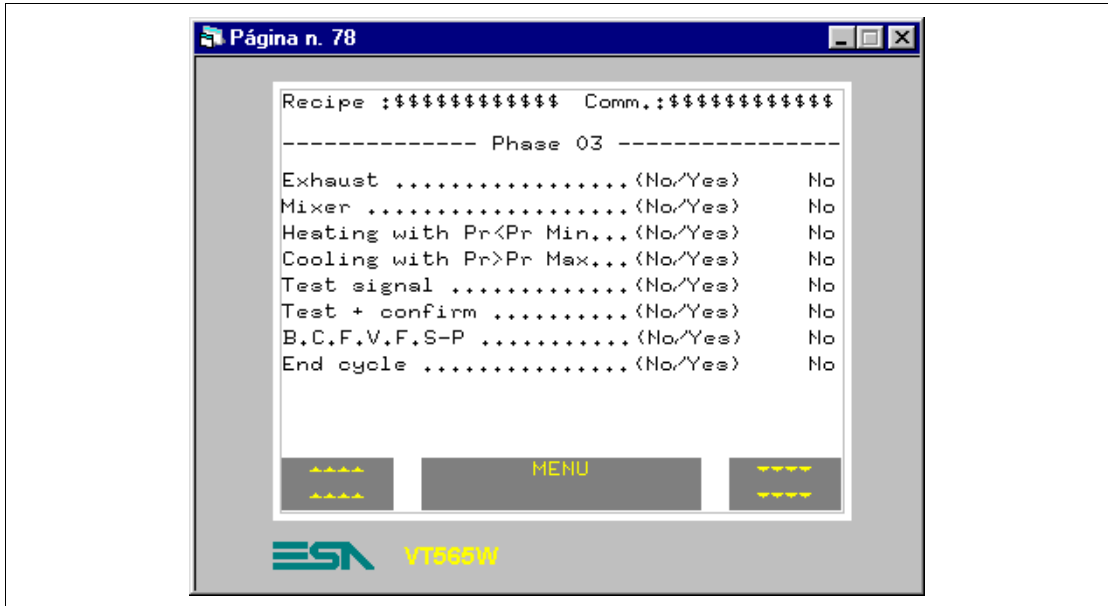 Página n. 78
Recipe :$$$$$$$$$$$$ Comm.:$$$$$$$$$$$$
-------------- Phase 03 ----------------
Exhaust .................(No/Yes) No
Mixer ...................(No/Yes) No
Heating with Pr<Pr Min...(No/Yes) No
Cooling with Pr>Pr Max...(No/Yes) No
Test signal .............(No/Yes) No
Test + confirm ..........(No/Yes) No
B.C.F.V.F.S-P ...........(No/Yes) No
End cycle ...............(No/Yes) No
MENU
ESA VT565W